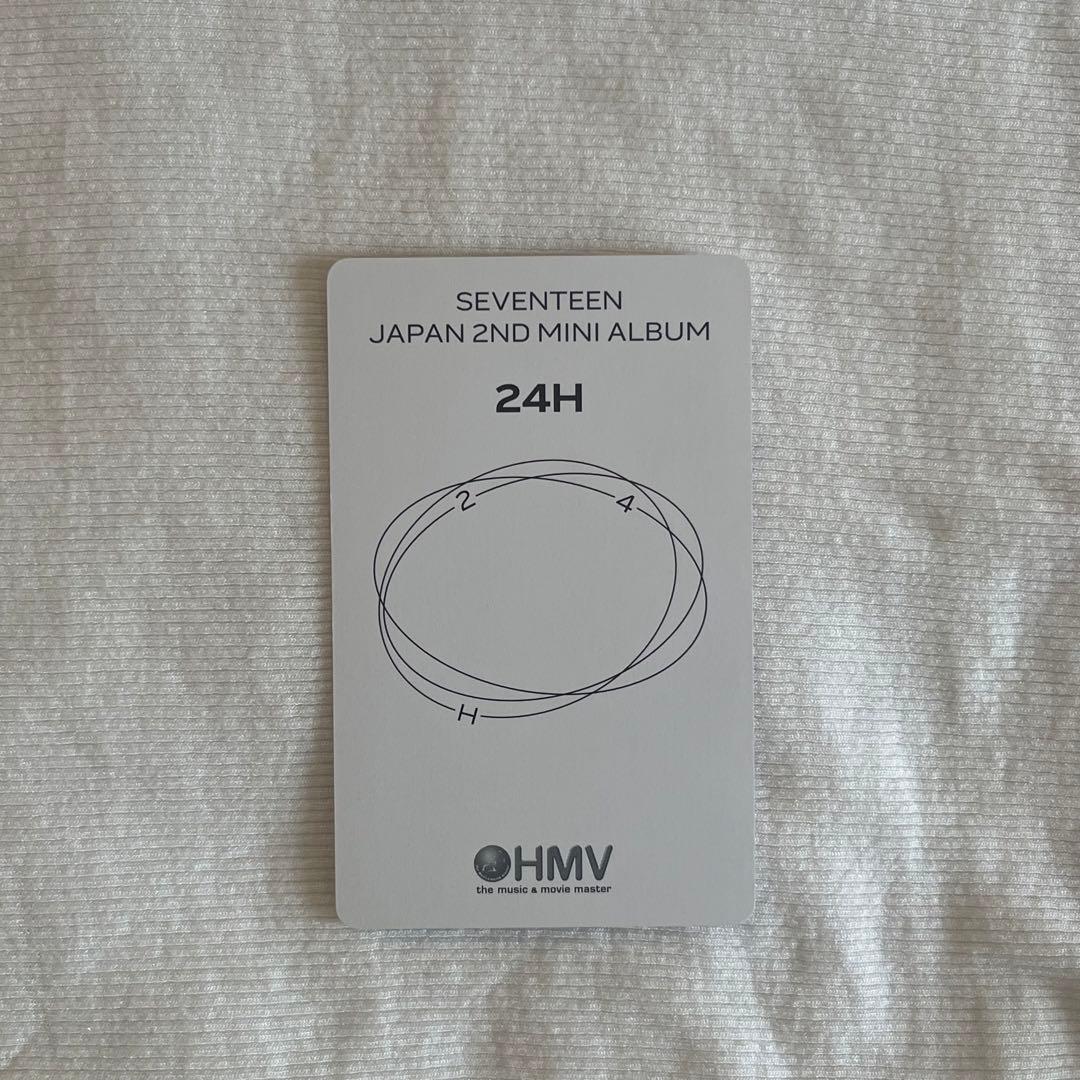 SEVENTEEN
JAPAN 2ND MINI ALBUM
24H
2 4
H
HMV
the music & movie master